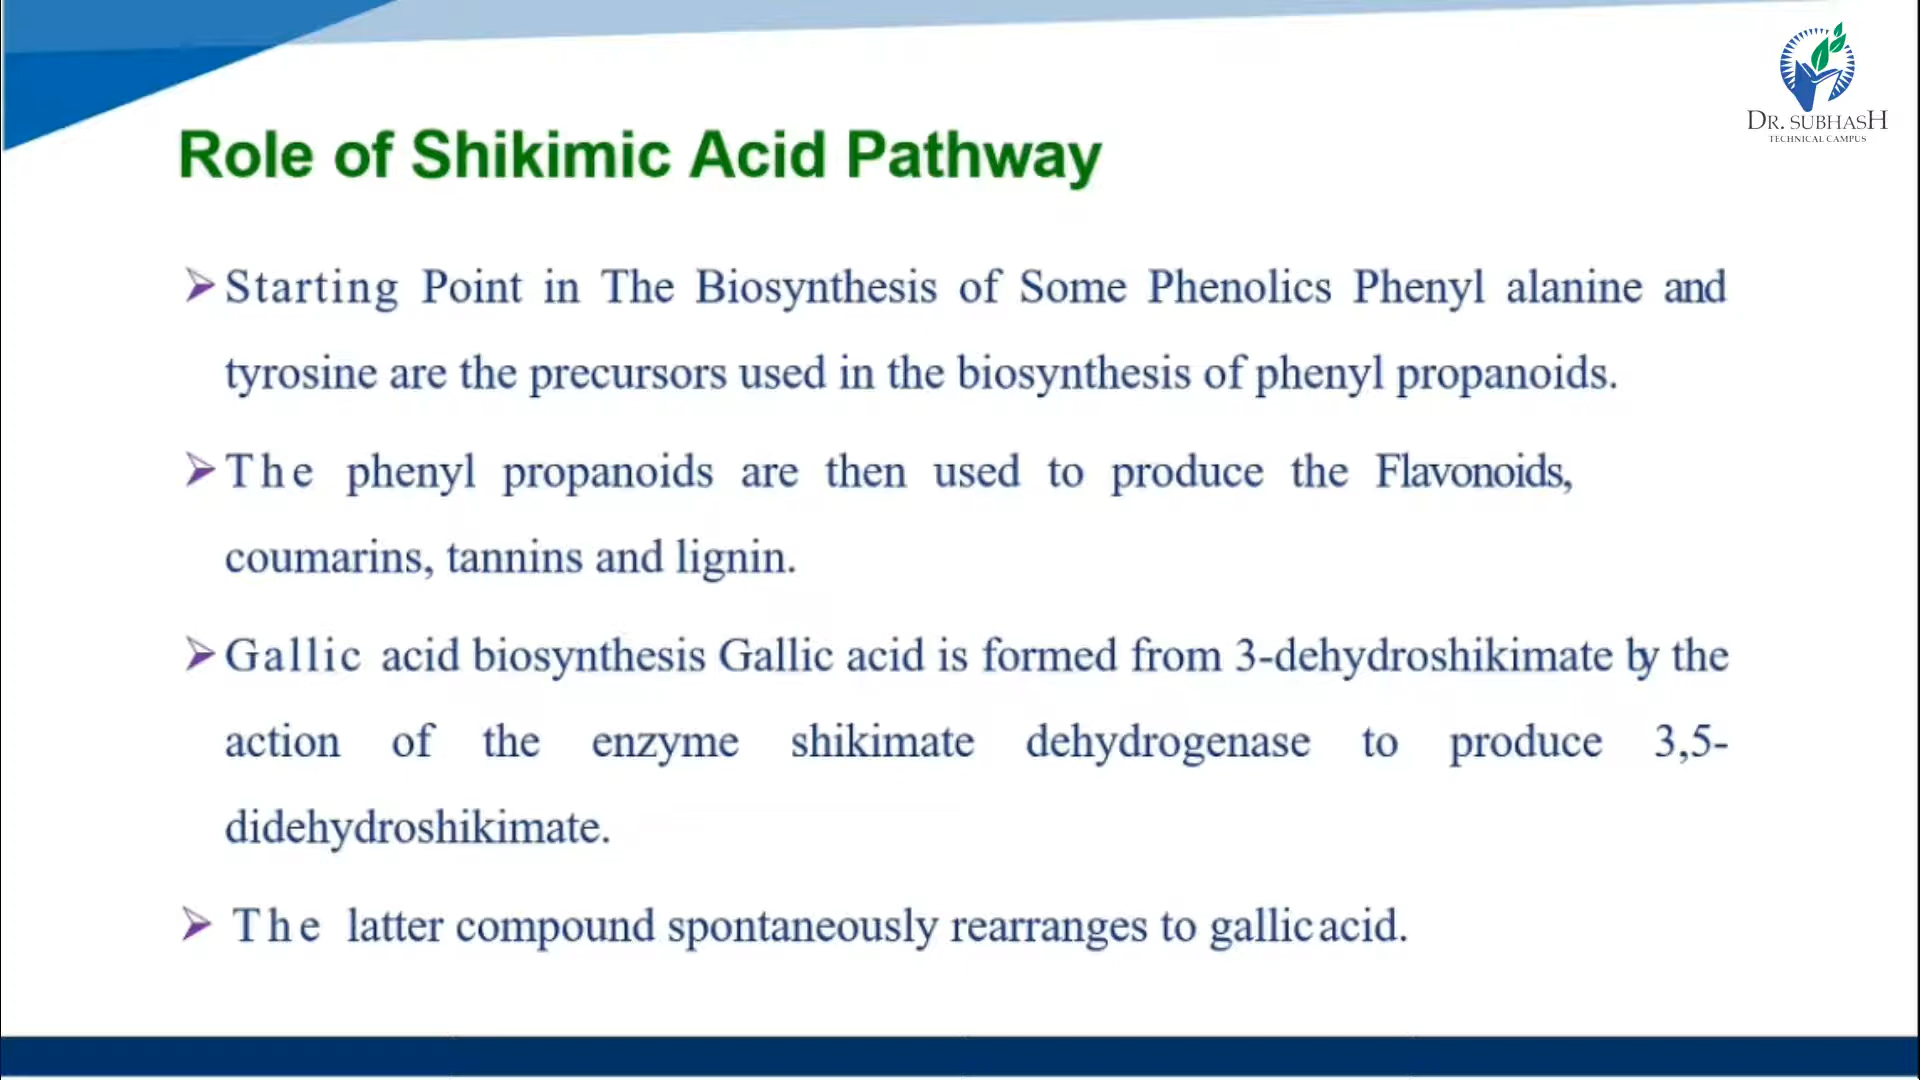 DR. SUBHASH
TECHNICAL CAMPUS
Role of Shikimic Acid Pathway
➢ Starting Point in The Biosynthesis of Some Phenolics Phenyl alanine and
tyrosine are the precursors used in the biosynthesis of phenyl propanoids.
➢ The phenyl propanoids are then used to produce the Flavonoids,
coumarins, tannins and lignin.
➢ Gallic acid biosynthesis Gallic acid is formed from 3-dehydroshikimate by the
action of the enzyme shikimate dehydrogenase to produce 3,5-
didehydroshikimate.
➢ The latter compound spontaneously rearranges to gallic acid.